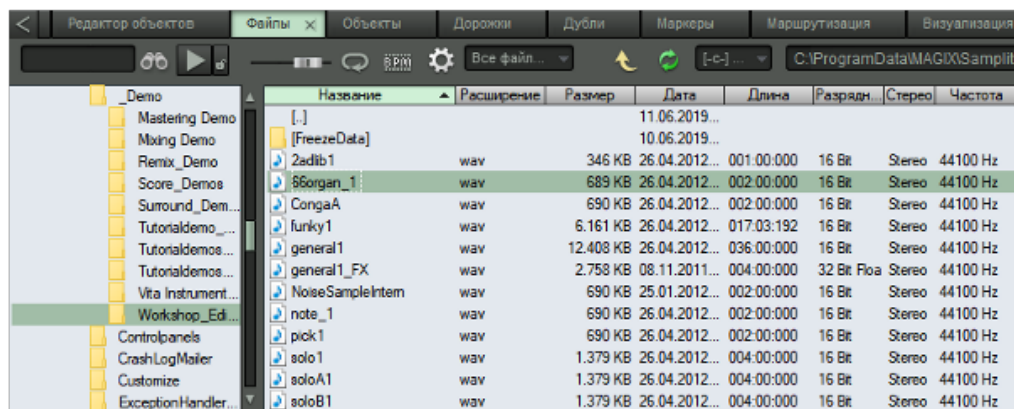 < Редактор объектов Файлы × Объекты Дорожки Дубли Маркеры Маршрутизация Визуализация
BPM Все файл... [-c-] ... C:\ProgramData\MAGIX\Samplit
Название Расширение Размер Дата Длина Разрядн... Стерео Частота
_Demo [..] 11.06.2019...
Mastering Demo [FreezeData] 10.06.2019...
Mixing Demo 2adlib1 wav 346 KB 26.04.2012... 001:00:000 16 Bit Stereo 44100 Hz
Remix_Demo 66organ_1 wav 689 KB 26.04.2012... 002:00:000 16 Bit Stereo 44100 Hz
Score_Demos CongaA wav 690 KB 26.04.2012... 002:00:000 16 Bit Stereo 44100 Hz
Surround_Dem... funky1 wav 6.161 KB 26.04.2012... 017:03:192 16 Bit Stereo 44100 Hz
Tutorialdemo_... general1 wav 12.408 KB 26.04.2012... 036:00:000 16 Bit Stereo 44100 Hz
Tutorialdemos... general1_FX wav 2.758 KB 08.11.2011... 004:00:000 32 Bit Floa Stereo 44100 Hz
Tutorialdemos... NoiseSampleIntern wav 690 KB 25.01.2012... 002:00:000 16 Bit Stereo 44100 Hz
Vita Instrument... note_1 wav 690 KB 26.04.2012... 002:00:000 16 Bit Stereo 44100 Hz
Workshop_Edi... pick1 wav 690 KB 26.04.2012... 002:00:000 16 Bit Stereo 44100 Hz
Controlpanels solo1 wav 1.379 KB 26.04.2012... 004:00:000 16 Bit Stereo 44100 Hz
CrashLogMailer soloA1 wav 1.379 KB 26.04.2012... 004:00:000 16 Bit Stereo 44100 Hz
Customize soloB1 wav 1.379 KB 26.04.2012... 004:00:000 16 Bit Stereo 44100 Hz
ExceptionHandler...